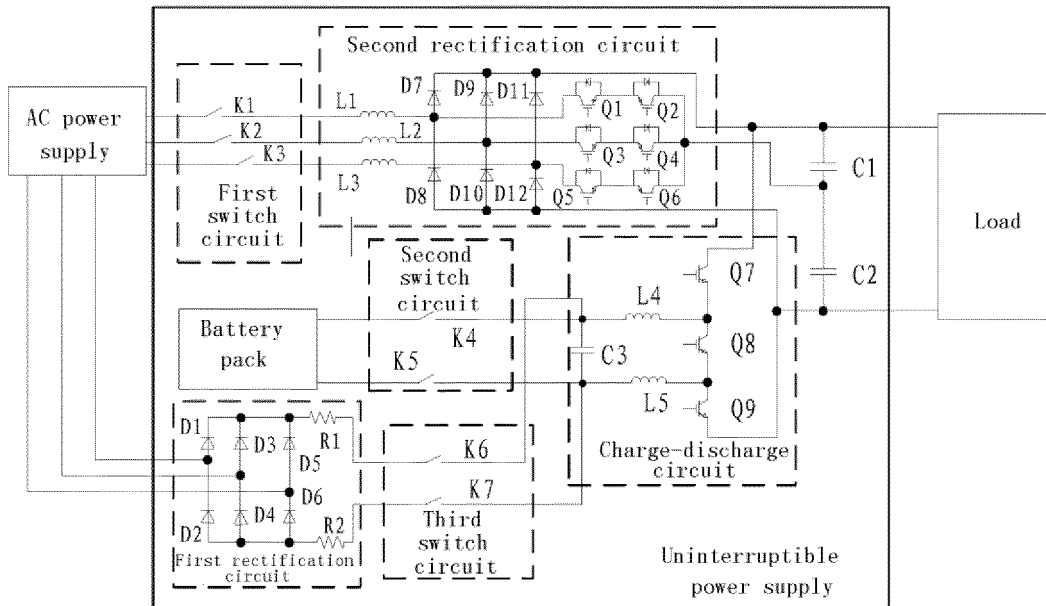 Second rectification circuit
D7
D9
D11
Q1
Q2
AC power
supply
K1
K2
K3
L1
L2
L3
Q3
Q4
D8
D10
D12
Q5
Q6
C1
First
switch
circuit
Load
Second
switch
circuit
Q7
C2
L4
Battery
pack
K4
K5
C3
Q8
L5
Q9
D1
D3
R1
D5
Charge-discharge
circuit
K6
D6
K7
D2
D4
R2
Third
switch
circuit
First rectification
circuit
Uninterruptible
power supply